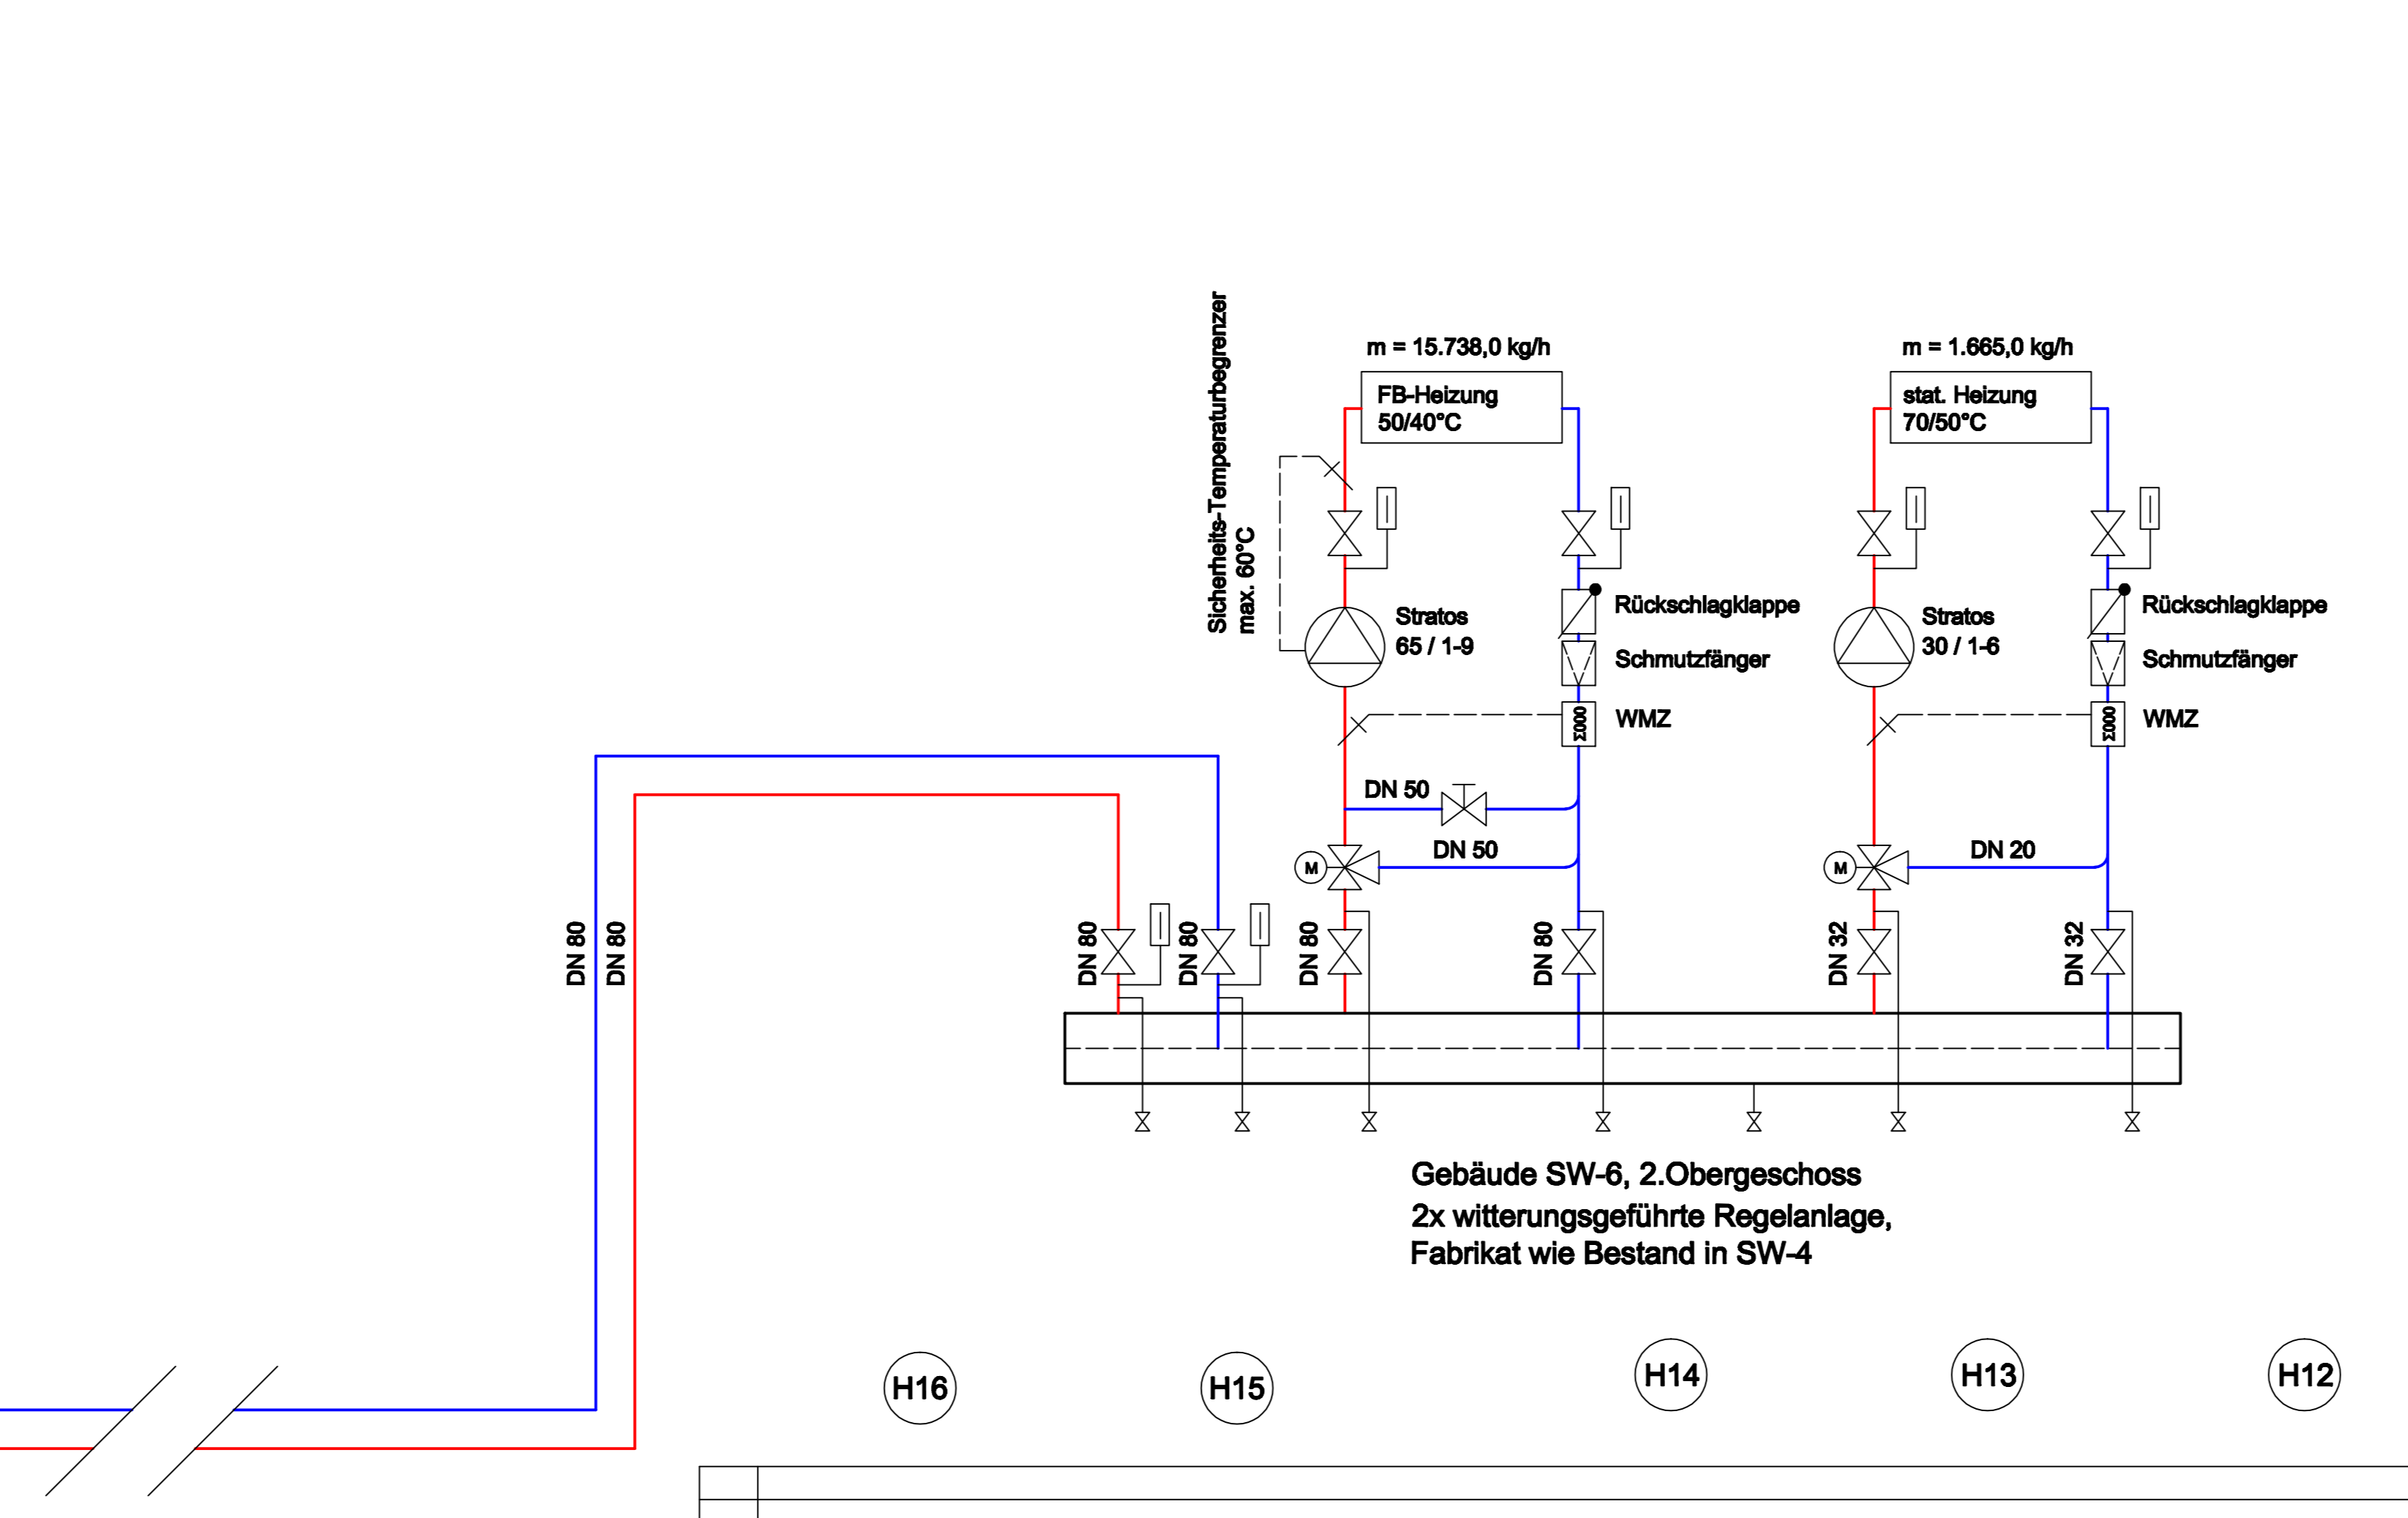 Sicherheits-Temperaturbegrenzer
max. 60°C
m = 15.738,0 kg/h
FB-Heizung
50/40°C
m = 1.665,0 kg/h
stat. Heizung
70/50°C
Stratos
65 / 1-9
Rückschlagklappe
Schmutzfänger
Σ000
WMZ
Stratos
30 / 1-6
Rückschlagklappe
Schmutzfänger
Σ000
WMZ
DN 50
DN 50
M
DN 20
M
DN 80
DN 80
DN 80
DN 80
DN 80
DN 80
DN 32
DN 32
Gebäude SW-6, 2.Obergeschoss
2x witterungsgeführte Regelanlage,
Fabrikat wie Bestand in SW-4
H16
H15
H14
H13
H12